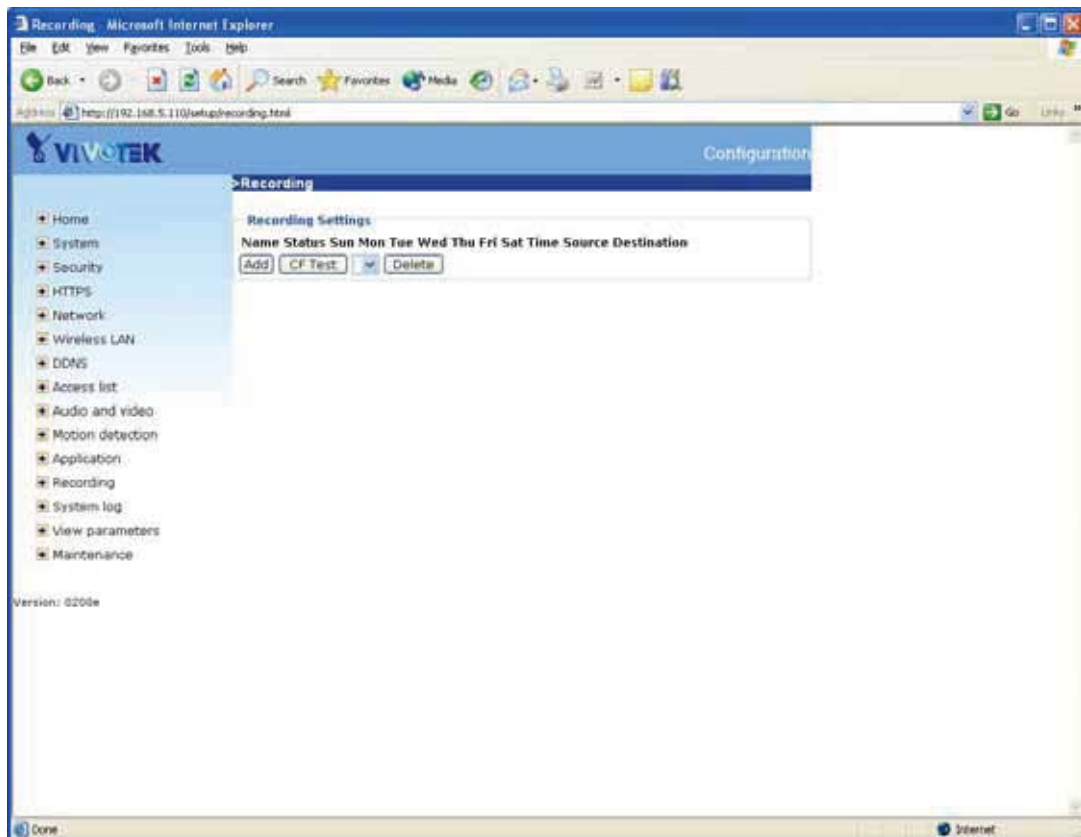 Recording - Microsoft Internet Explorer
File Edit View Favorites Tools Help
Back Search Favorites Media
Address http://192.168.5.110/setup/recording.html Go Links »
VIVOTEK
Configuration
>Recording
Home
System
Security
HTTPS
Network
Wireless LAN
DDNS
Access list
Audio and video
Motion detection
Application
Recording
System log
View parameters
Maintenance
Version: 0200e
Recording Settings
Name Status Sun Mon Tue Wed Thu Fri Sat Time Source Destination
Add CF Test Delete
Done Internet